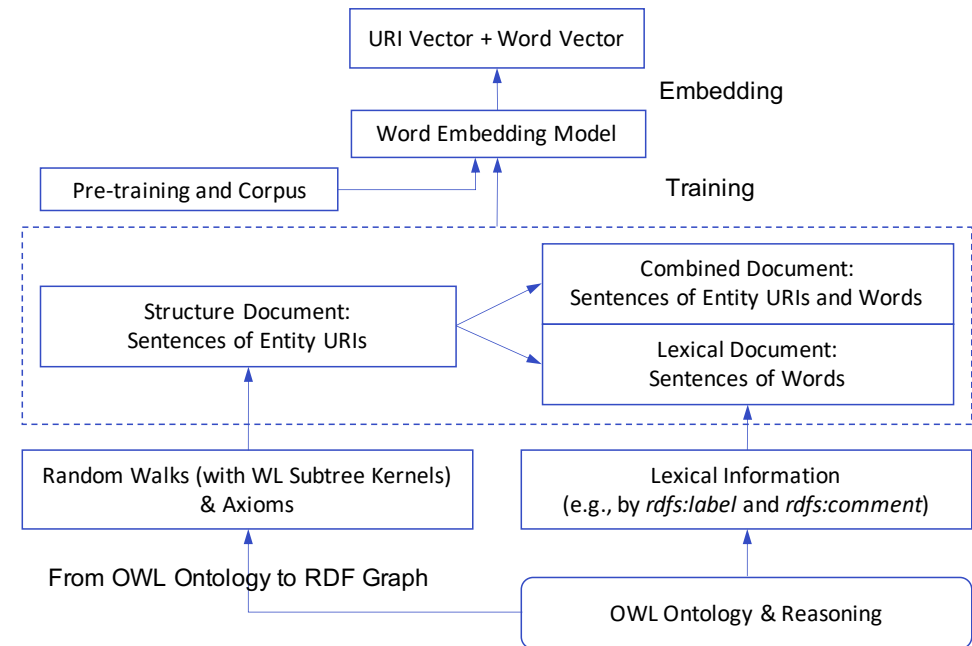 URI Vector + Word Vector
Embedding
Word Embedding Model
Pre-training and Corpus
Training
Structure Document:
Sentences of Entity URIs
Combined Document:
Sentences of Entity URIs and Words
Lexical Document:
Sentences of Words
Random Walks (with WL Subtree Kernels)
& Axioms
Lexical Information
(e.g., by rdfs:label and rdfs:comment)
From OWL Ontology to RDF Graph
OWL Ontology & Reasoning